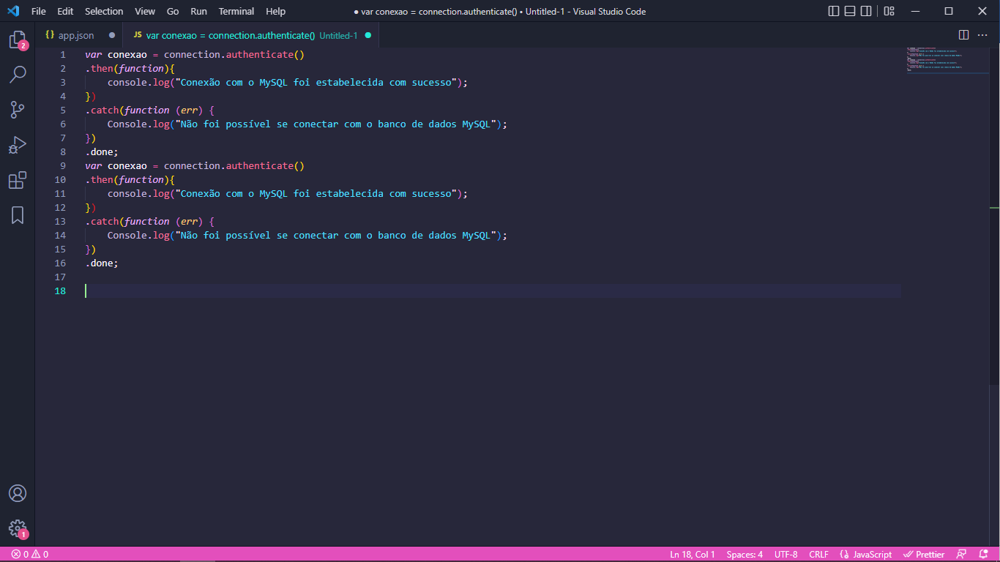 File Edit Selection View Go Run Terminal Help
● var conexao = connection.authenticate() • Untitled-1 - Visual Studio Code
{} app.json ●
JS var conexao = connection.authenticate() Untitled-1 ●
1 var conexao = connection.authenticate()
2 .then(function){
3     console.log("Conexão com o MySQL foi estabelecida com sucesso");
4 })
5 .catch(function (err) {
6     Console.log("Não foi possível se conectar com o banco de dados MySQL");
7 })
8 .done;
9 var conexao = connection.authenticate()
10 .then(function){
11     console.log("Conexão com o MySQL foi estabelecida com sucesso");
12 })
13 .catch(function (err) {
14     Console.log("Não foi possível se conectar com o banco de dados MySQL");
15 })
16 .done;
17
18
2
1
0 0
Ln 18, Col 1 Spaces: 4 UTF-8 CRLF {} JavaScript Prettier